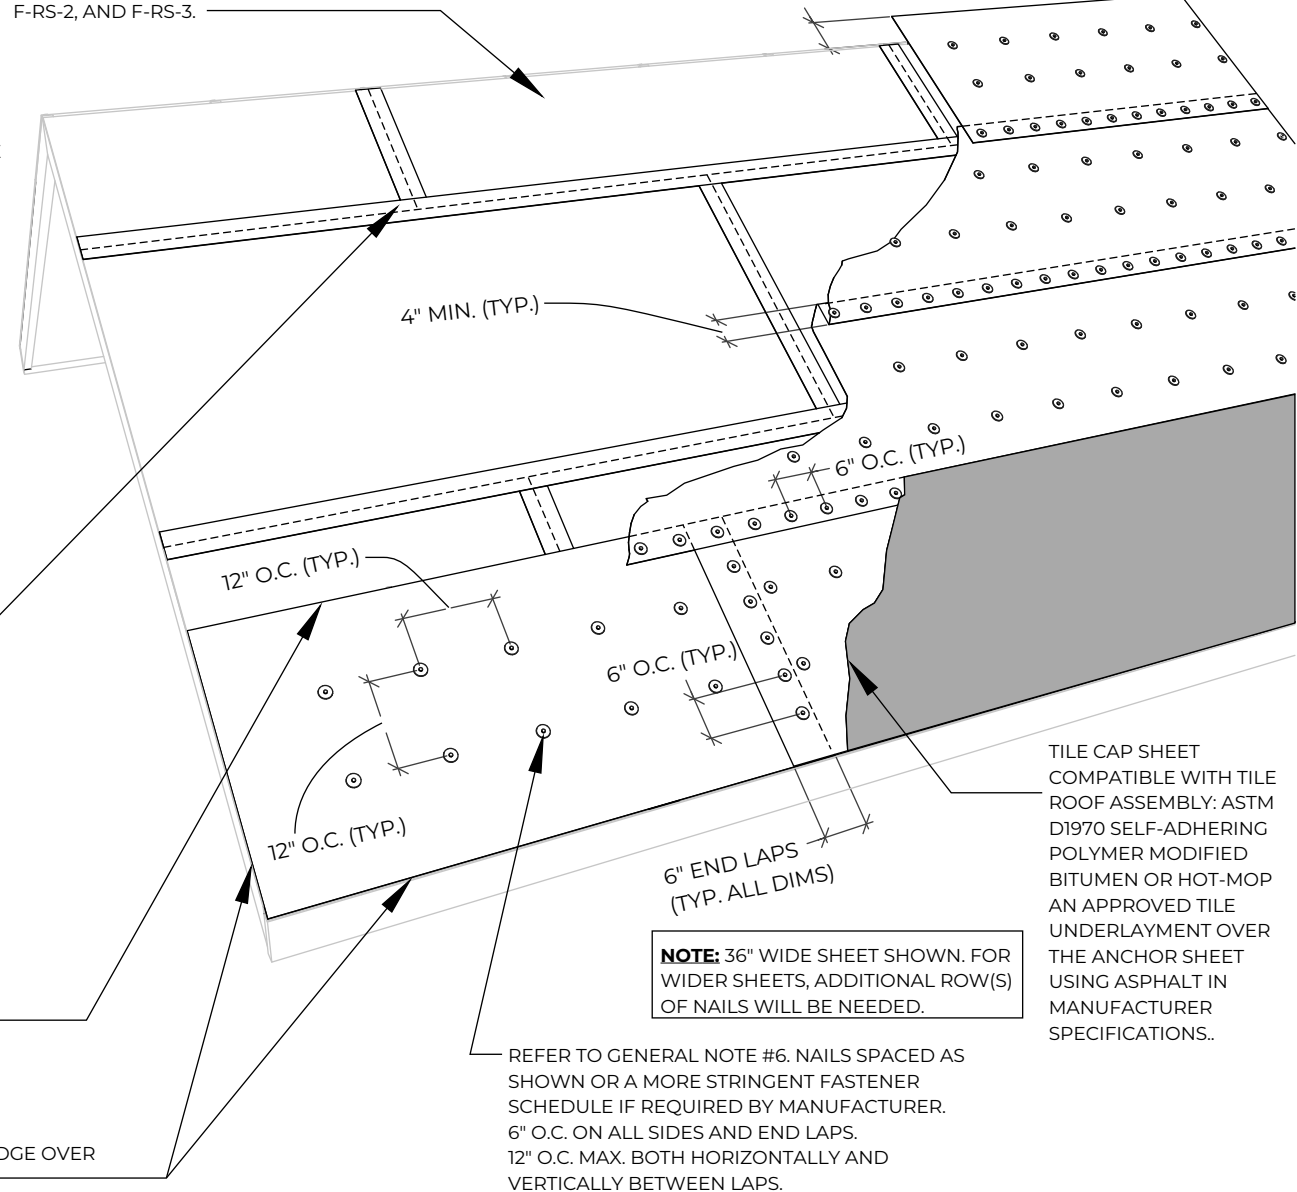 F-RS-2, AND F-RS-3.
4" MIN. (TYP.)
6" O.C. (TYP.)
12" O.C. (TYP.)
6" O.C. (TYP.)
12" O.C. (TYP.)
6" END LAPS
(TYP. ALL DIMS)
TILE CAP SHEET
COMPATIBLE WITH TILE
ROOF ASSEMBLY: ASTM
D1970 SELF-ADHERING
POLYMER MODIFIED
BITUMEN OR HOT-MOP
AN APPROVED TILE
UNDERLAYMENT OVER
THE ANCHOR SHEET
USING ASPHALT IN
MANUFACTURER
SPECIFICATIONS..
NOTE: 36" WIDE SHEET SHOWN. FOR
WIDER SHEETS, ADDITIONAL ROW(S)
OF NAILS WILL BE NEEDED.
REFER TO GENERAL NOTE #6. NAILS SPACED AS
SHOWN OR A MORE STRINGENT FASTENER
SCHEDULE IF REQUIRED BY MANUFACTURER.
6" O.C. ON ALL SIDES AND END LAPS.
12" O.C. MAX. BOTH HORIZONTALLY AND
VERTICALLY BETWEEN LAPS.
OVER